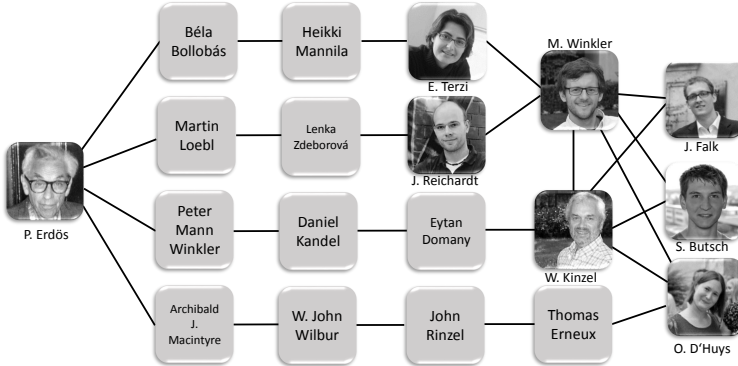 Béla
Bollobás
Heikki
Mannila
E. Terzi
M. Winkler
Martin
Loebl
Lenka
Zdeborová
J. Reichardt
J. Falk
P. Erdös
Peter
Mann
Winkler
Daniel
Kandel
Eytan
Domany
W. Kinzel
S. Butsch
Archibald
J.
Macintyre
W. John
Wilbur
John
Rinzel
Thomas
Erneux
O. D‘Huys